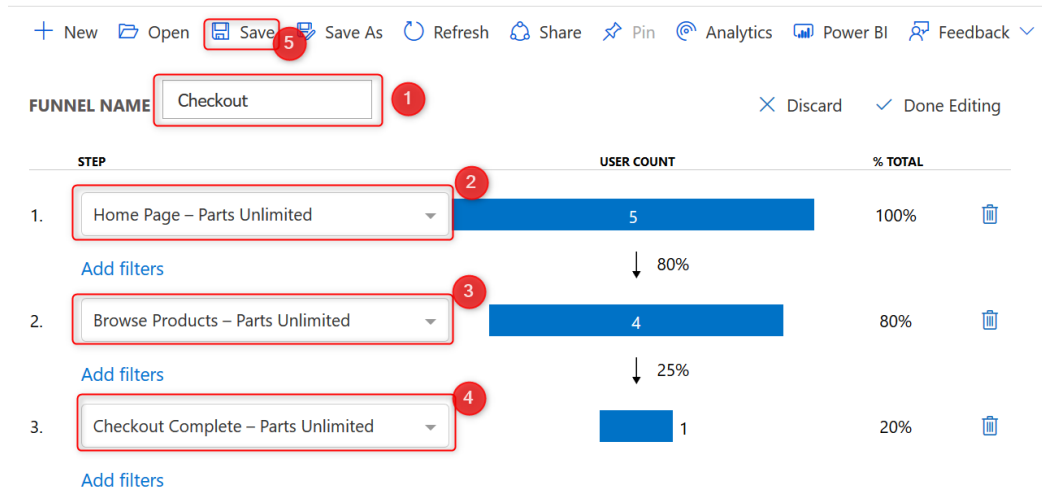 New Open Save Save As Refresh Share Pin Analytics Power BI Feedback
5
FUNNEL NAME Checkout 1 Discard Done Editing
STEP USER COUNT % TOTAL
2
1. Home Page – Parts Unlimited 5 100%
Add filters 80%
3
2. Browse Products – Parts Unlimited 4 80%
Add filters 25%
4
3. Checkout Complete – Parts Unlimited 1 20%
Add filters